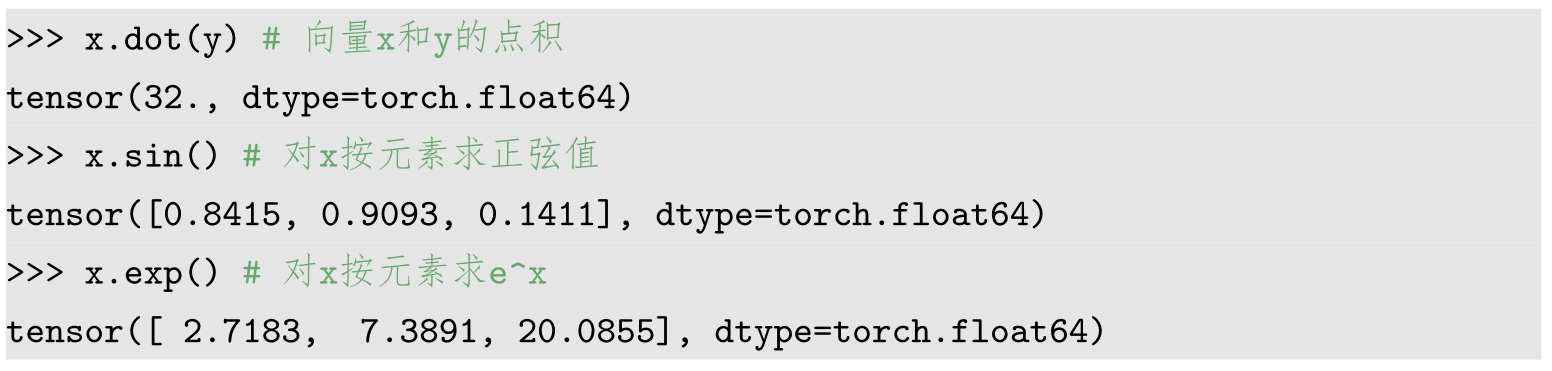 >>> x.dot(y) # 向量x和y的点积
tensor(32., dtype=torch.float64)
>>> x.sin() # 对x按元素求正弦值
tensor([0.8415, 0.9093, 0.1411], dtype=torch.float64)
>>> x.exp() # 对x按元素求e^x
tensor([ 2.7183,  7.3891, 20.0855], dtype=torch.float64)